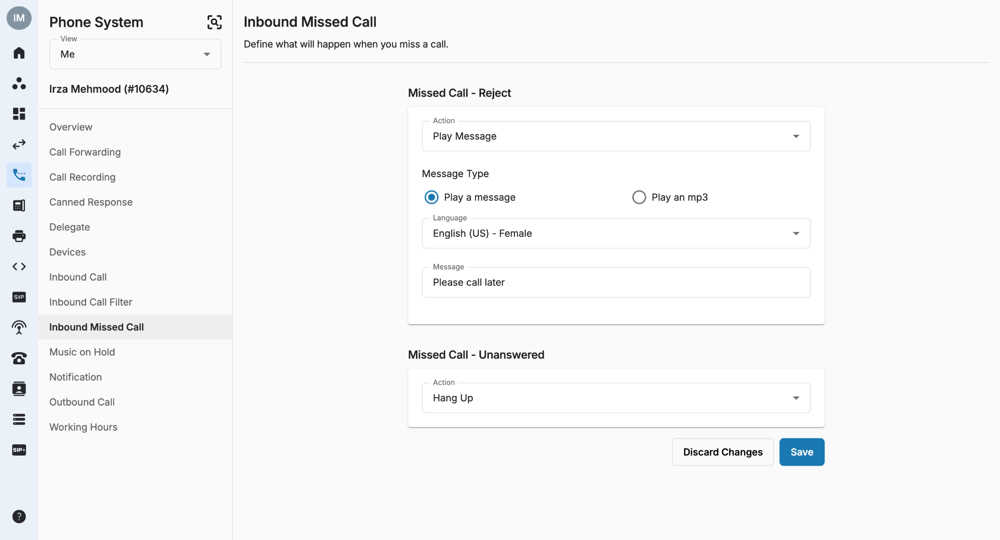 IM
SIP
SIP+
?
Phone System
View
Me
Irza Mehmood (#10634)
Overview
Call Forwarding
Call Recording
Canned Response
Delegate
Devices
Inbound Call
Inbound Call Filter
Inbound Missed Call
Music on Hold
Notification
Outbound Call
Working Hours
Inbound Missed Call
Define what will happen when you miss a call.
Missed Call - Reject
Action
Play Message
Message Type
Play a message
Play an mp3
Language
English (US) - Female
Message
Please call later
Missed Call - Unanswered
Action
Hang Up
Discard Changes
Save